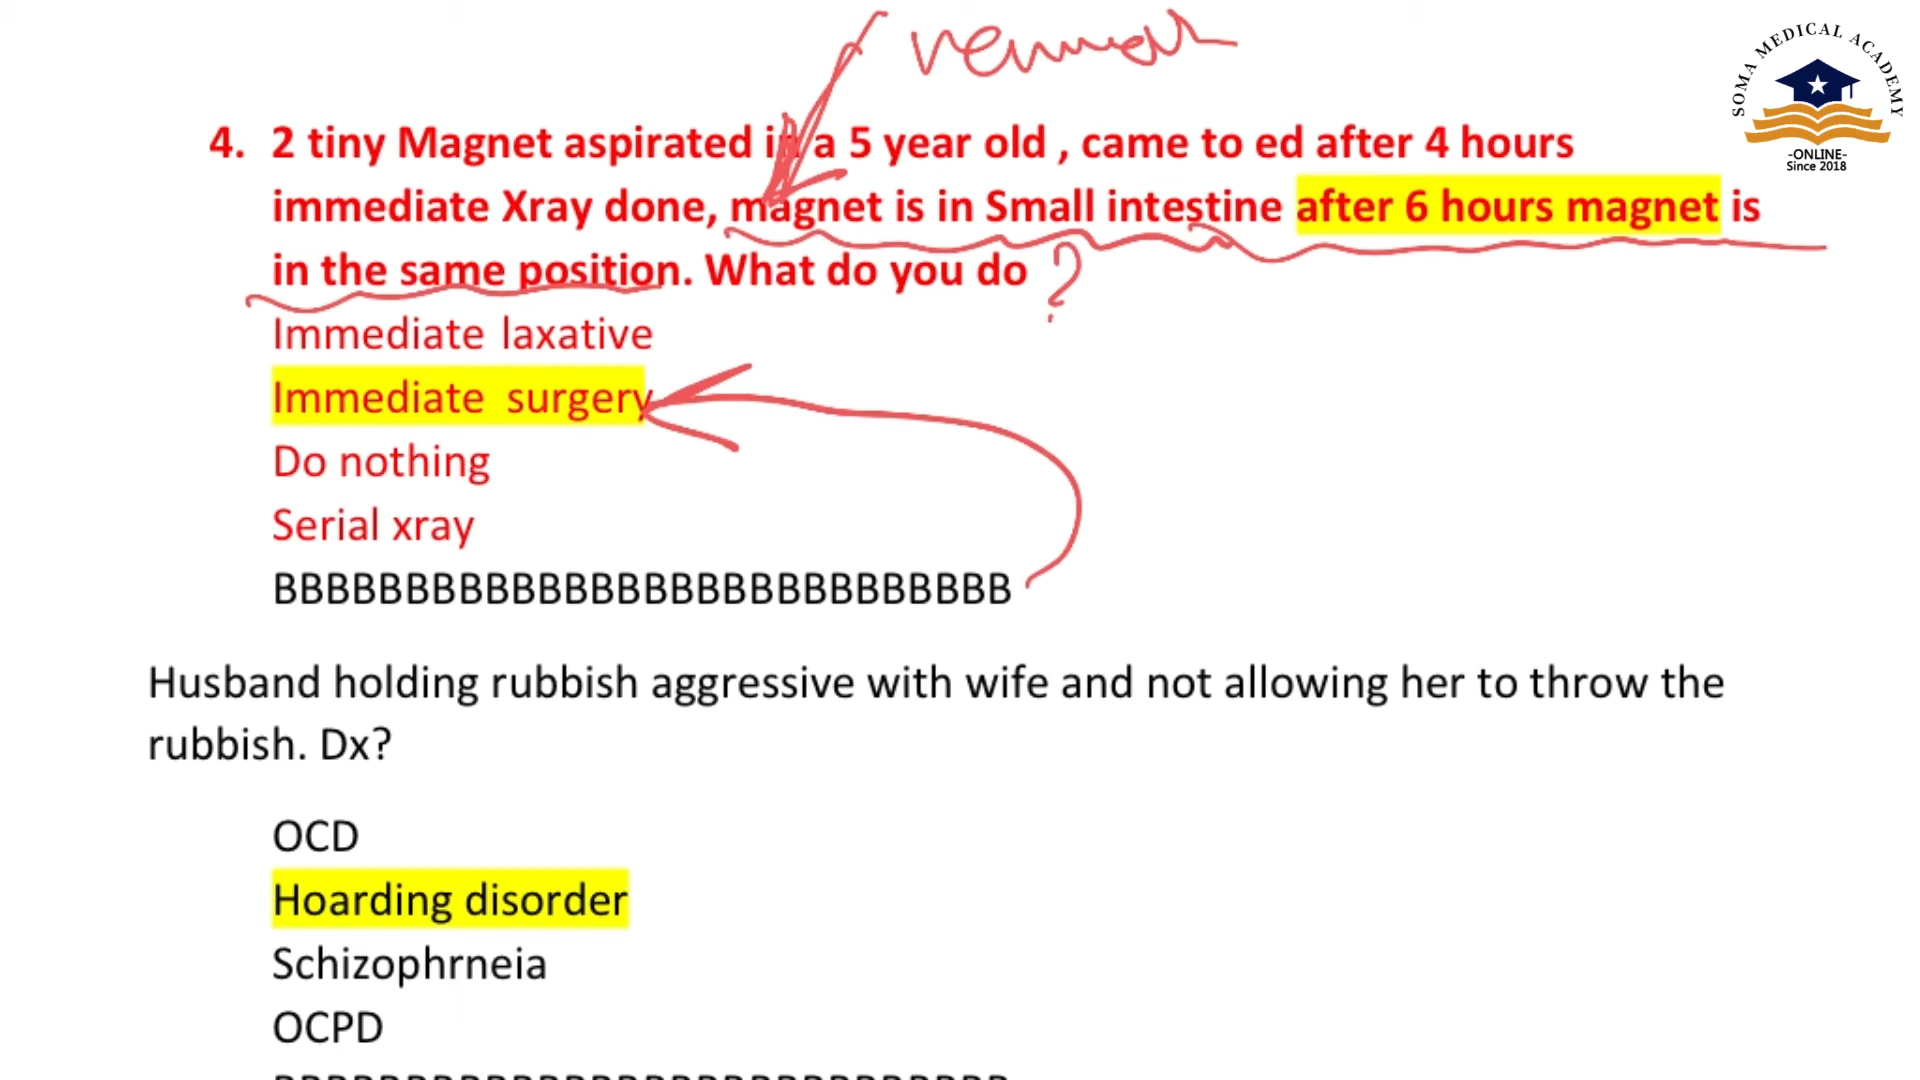 SOMA MEDICAL ACADEMY
-ONLINE-
Since 2018
4. 2 tiny Magnet aspirated in a 5 year old , came to ed after 4 hours
immediate Xray done, magnet is in Small intestine after 6 hours magnet is
in the same position. What do you do ?
Immediate laxative
Immediate surgery
Do nothing
Serial xray
BBBBBBBBBBBBBBBBBBBBBBBBBBBB
Husband holding rubbish aggressive with wife and not allowing her to throw the
rubbish. Dx?
OCD
Hoarding disorder
Schizophrneia
OCPD